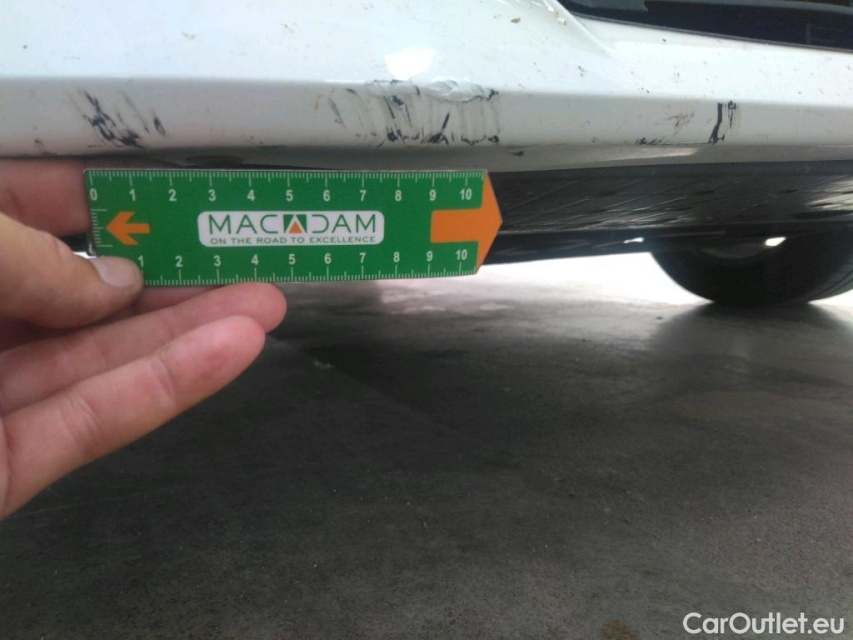 0 1 2 3 4 5 6 7 8 9 10
MACADAM
ON THE ROAD TO EXCELLENCE
1 2 3 4 5 6 7 8 9 10
CarOutlet.eu